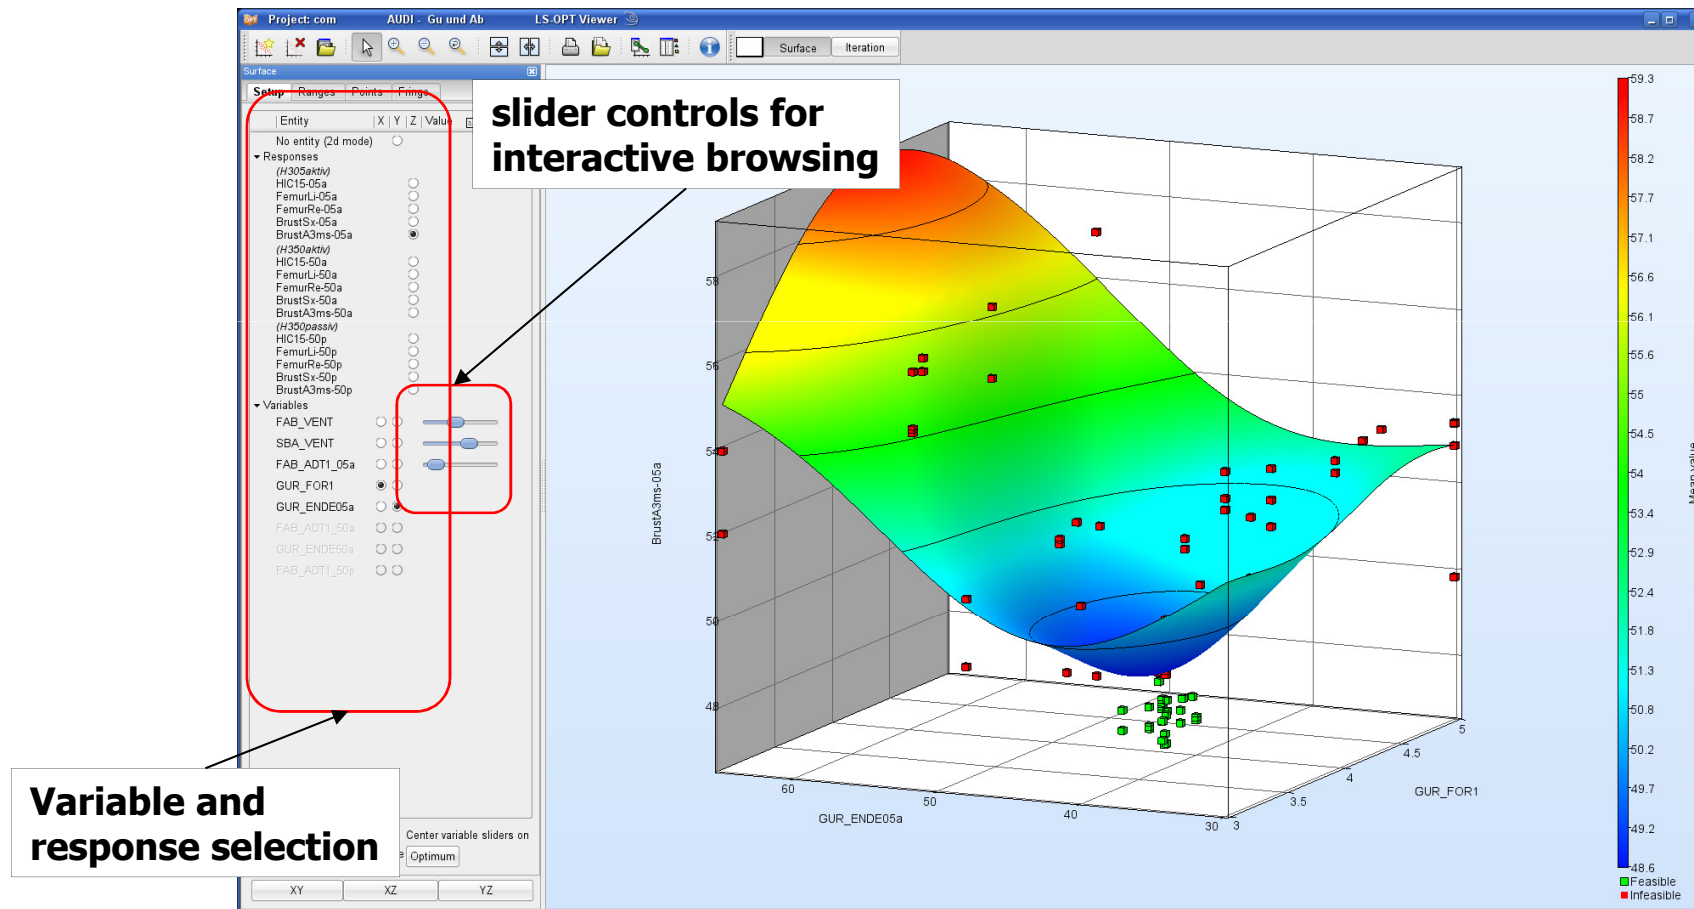 Project: com AUDI - Gu und Ab LS-OPT Viewer
Surface Iteration
Surface
Setup Ranges Points Fringe
slider controls for
interactive browsing
Entity X Y Z Value
No entity (2d mode)
Responses
(H305aktiv)
HIC15-05a
FemurLi-05a
FemurRe-05a
BrustSx-05a
BrustA3ms-05a
(H350aktiv)
HIC15-50a
FemurLi-50a
FemurRe-50a
BrustSx-50a
BrustA3ms-50a
(H350passiv)
HIC15-50p
FemurLi-50p
FemurRe-50p
BrustSx-50p
BrustA3ms-50p
Variables
FAB_VENT
SBA_VENT
FAB_ADT1_05a
GUR_FOR1
GUR_ENDE05a
FAB_ADT1_50a
GUR_ENDE50a
FAB_ADT1_50p
Variable and
response selection
Center variable sliders on
Optimum
XY XZ YZ
BrustA3ms-05a
58
56
54
52
50
48
60 50 40 30
GUR_ENDE05a
3 3.5 4 4.5 5
GUR_FOR1
59.3
58.7
58.2
57.7
57.1
56.6
56.1
55.6
55
54.5
54
53.4
52.9
52.4
51.8
51.3
50.8
50.2
49.7
49.2
48.6
Mean value
Feasible
Infeasible